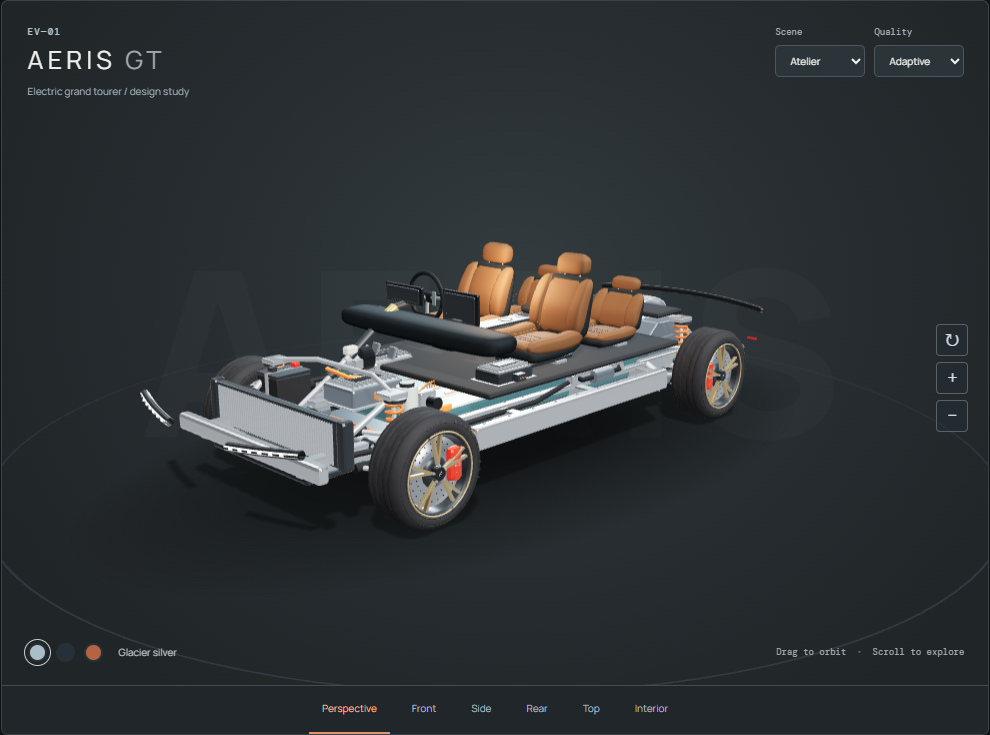 EV—01
AERIS GT
Electric grand tourer / design study
Scene
Quality
Atelier
Adaptive
AERIS
↻
+
−
Glacier silver
Drag to orbit · Scroll to explore
Perspective
Front
Side
Rear
Top
Interior